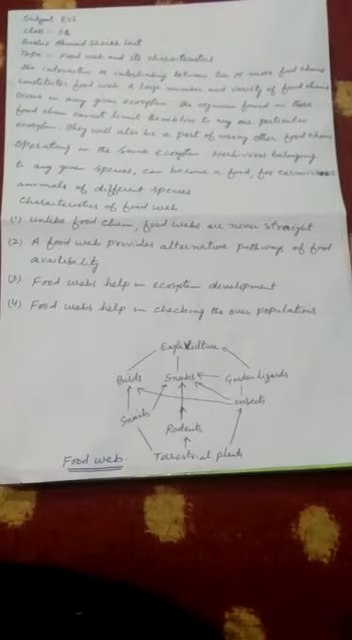 Subject EVS
Class:- 
Bashir Ahmad Sheikh Lect
Topic:- Food web and its characteristics
The interaction or interlinking between two or more food chains
constitutes food web. A large number and variety of food chains
occurs in any given ecosystem. The organism found in these
food chain cannot limit themselves to any one particular
ecosystem. They will also be a part of many other food chains
operating in the same ecosystem. Herbivores belonging
to any given species, can become a food, for carnivorous
animals of different species
Characteristics of food web
(1) Unlike food chain, food webs are never straight
(2) A food web provides alternative pathways of food
availibality
(3) Food webs help in ecosystem development
(4) Food webs help in checking the over populations
Eagle Vulture
Birds Snakes Garden lizards
Insects
Snails
Rodents
Food web Terrestrial plants